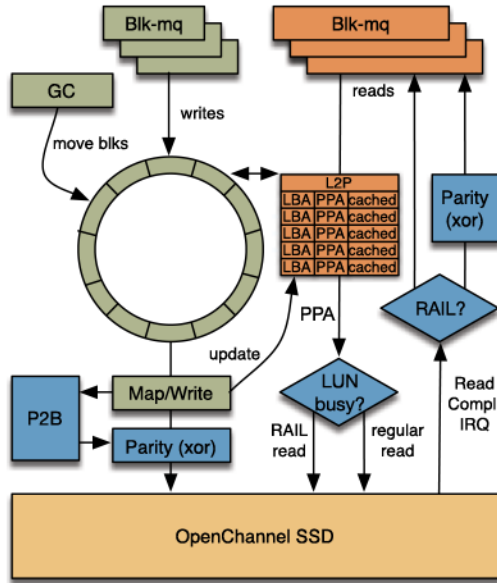 Blk-mq
Blk-mq
GC
writes
reads
move blks
L2P
LBA PPA cached
LBA PPA cached
LBA PPA cached
LBA PPA cached
LBA PPA cached
Parity
(xor)
RAIL?
PPA
update
LUN
busy?
Map/Write
P2B
Parity (xor)
RAIL
read
regular
read
Read
Compl
IRQ
OpenChannel SSD